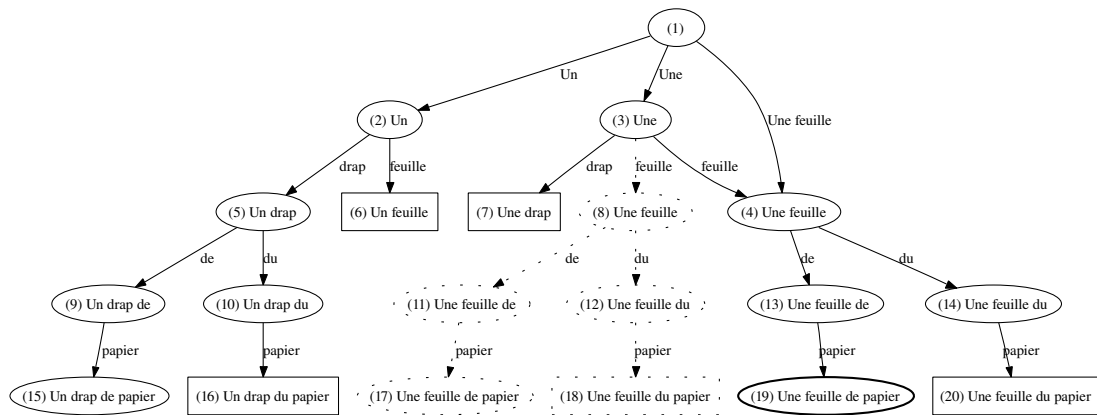 (1)
Un
Une
Une feuille
(2) Un
(3) Une
drap
feuille
drap
feuille
feuille
(5) Un drap
(6) Un feuille
(7) Une drap
(8) Une feuille
(4) Une feuille
de
du
de
du
de
du
(9) Un drap de
(10) Un drap du
(11) Une feuille de
(12) Une feuille du
(13) Une feuille de
(14) Une feuille du
papier
papier
papier
papier
papier
papier
(15) Un drap de papier
(16) Un drap du papier
(17) Une feuille de papier
(18) Une feuille du papier
(19) Une feuille de papier
(20) Une feuille du papier